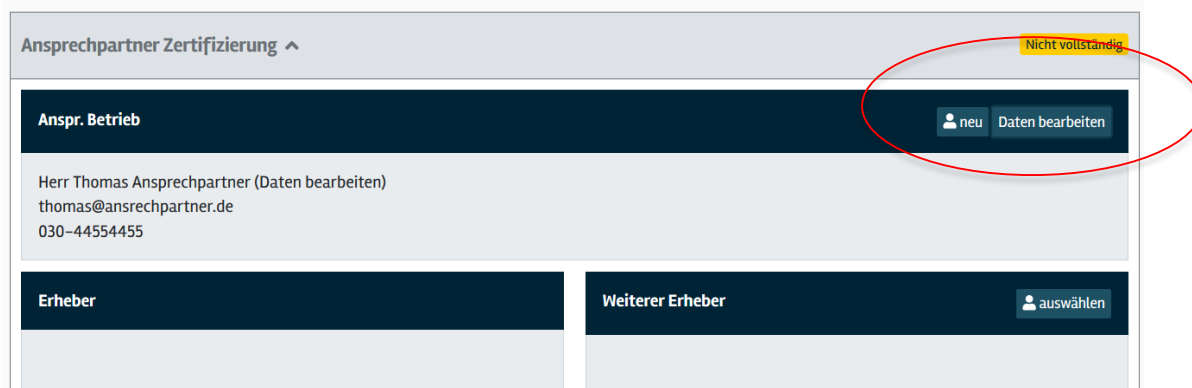 Ansprechpartner Zertifizierung
Nicht vollständig
Anspr. Betrieb
neu
Daten bearbeiten
Herr Thomas Ansprechpartner (Daten bearbeiten)
thomas@ansrechpartner.de
030-44554455
Erheber
Weiterer Erheber
auswählen